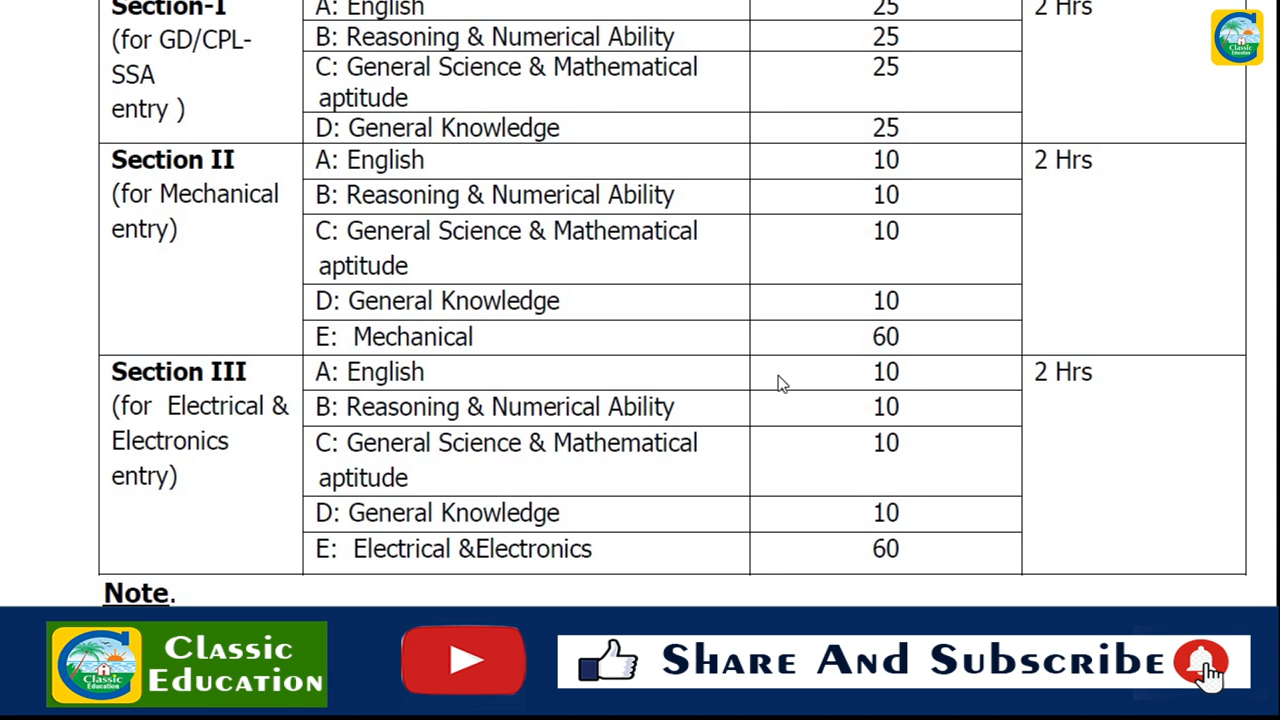 Section-I A: English 25 2 Hrs
(for GD/CPL- B: Reasoning & Numerical Ability 25
SSA C: General Science & Mathematical 25
aptitude
entry ) D: General Knowledge 25
Section II A: English 10 2 Hrs
(for Mechanical B: Reasoning & Numerical Ability 10
entry) C: General Science & Mathematical 10
aptitude
D: General Knowledge 10
E: Mechanical 60
Section III A: English 10 2 Hrs
(for Electrical & B: Reasoning & Numerical Ability 10
Electronics C: General Science & Mathematical 10
entry) aptitude
D: General Knowledge 10
E: Electrical &Electronics 60
Note.
Classic
Education
Classic
Education
Classic
Education
Share And Subscribe